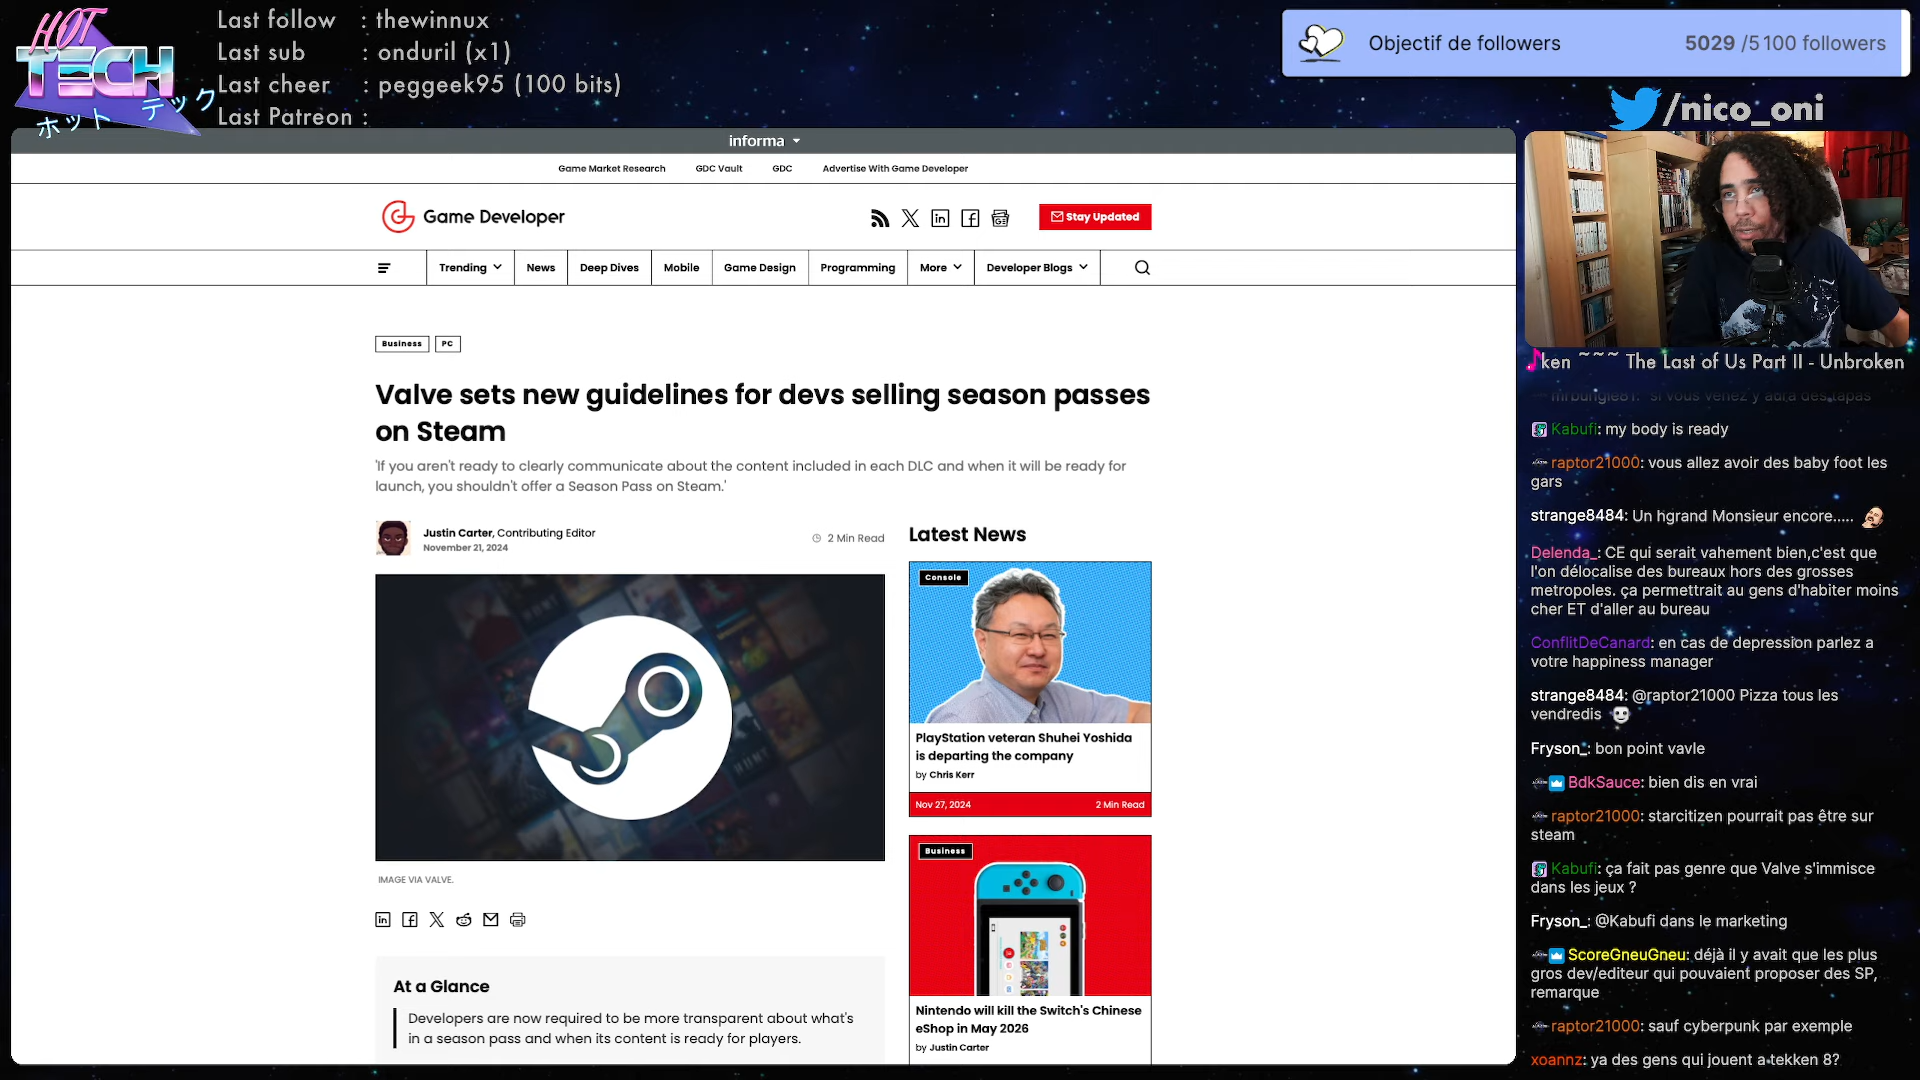 HOT
TECH
ホット テック
Last follow : thewinnux
Last sub : onduril (x1)
Last cheer : peggeek95 (100 bits)
Last Patreon :
Objectif de followers 5029 /5 100 followers
/nico_oni
informa
Game Market Research GDC Vault GDC Advertise With Game Developer
Game Developer
Stay Updated
Trending News Deep Dives Mobile Game Design Programming More Developer Blogs
Business PC
Valve sets new guidelines for devs selling season passes
on Steam
'If you aren't ready to clearly communicate about the content included in each DLC and when it will be ready for
launch, you shouldn't offer a Season Pass on Steam.'
Justin Carter, Contributing Editor
November 21, 2024
2 Min Read
IMAGE VIA VALVE.
At a Glance
Developers are now required to be more transparent about what's
in a season pass and when its content is ready for players.
Latest News
Console
PlayStation veteran Shuhei Yoshida
is departing the company
by Chris Kerr
Nov 27, 2024 2 Min Read
Business
Nintendo will kill the Switch's Chinese
eShop in May 2026
by Justin Carter
ken ~~~ The Last of Us Part II - Unbroken
mrbungle81: si vous venez y aura des tapas
Kabufi: my body is ready
raptor21000: vous allez avoir des baby foot les
gars
strange8484: Un hgrand Monsieur encore.....
Delenda_: CE qui serait vahement bien,c'est que
l'on délocalise des bureaux hors des grosses
metropoles. ça permettrait au gens d'habiter moins
cher ET d'aller au bureau
ConflitDeCanard: en cas de depression parlez a
votre happiness manager
strange8484: @raptor21000 Pizza tous les
vendredis
Fryson_: bon point vavle
BdkSauce: bien dis en vrai
raptor21000: starcitizen pourrait pas être sur
steam
Kabufi: ça fait pas genre que Valve s'immisce
dans les jeux ?
Fryson_: @Kabufi dans le marketing
ScoreGneuGneu: déjà il y avait que les plus
gros dev/editeur qui pouvaient proposer des SP,
remarque
raptor21000: sauf cyberpunk par exemple
xoannz: ya des gens qui jouent a tekken 8?